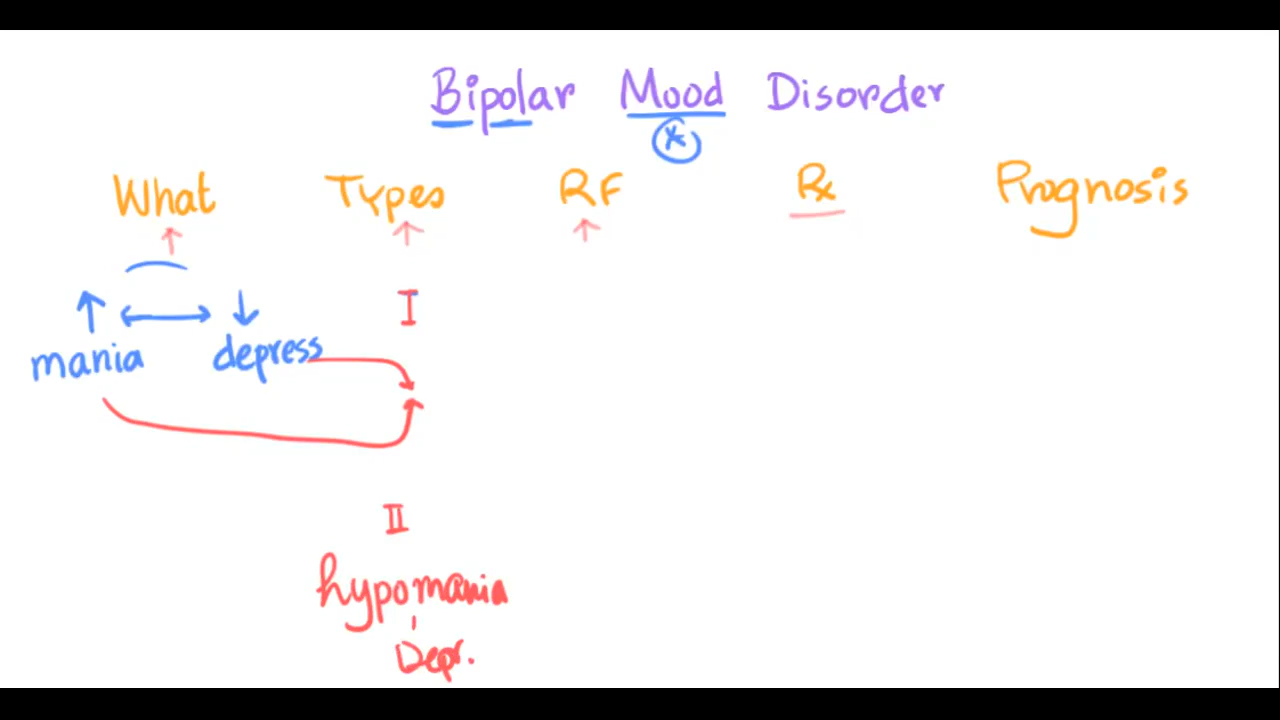 Bipolar Mood Disorder
What Types RF Rx Prognosis
I
mania depress
II
hypomania
Depr.